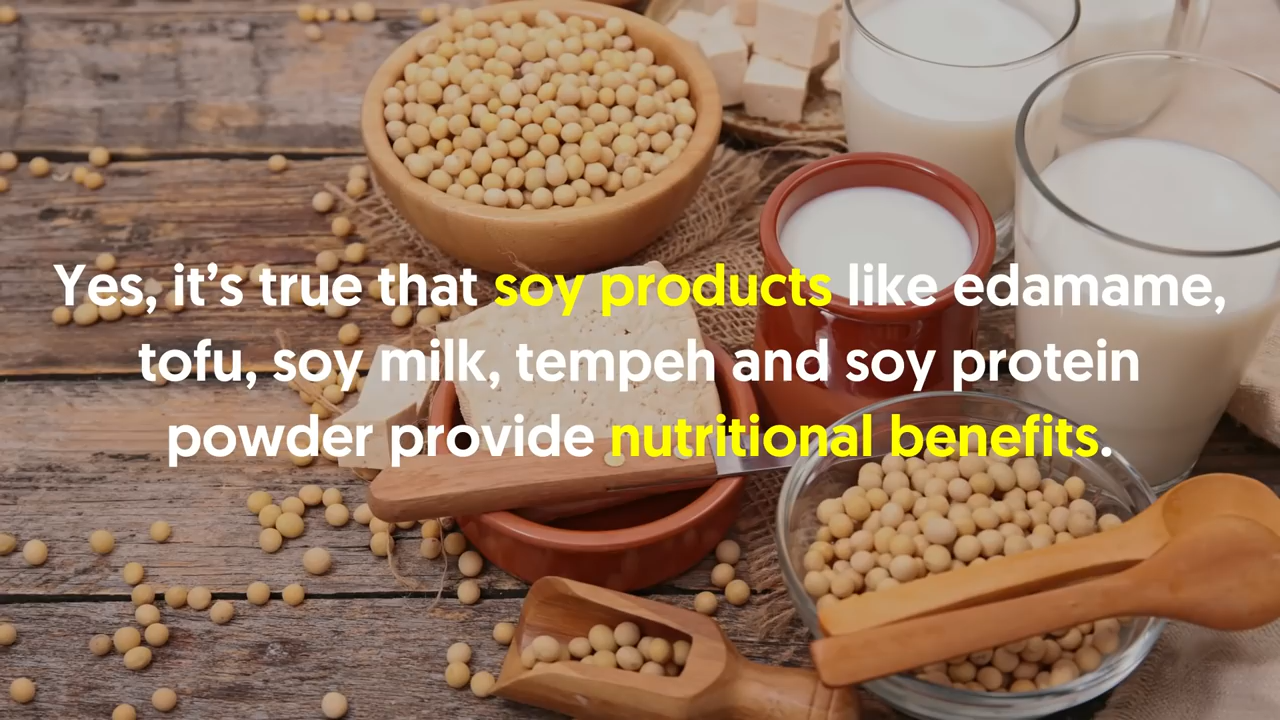 Yes, it’s true that soy products like edamame,
tofu, soy milk, tempeh and soy protein
powder provide nutritional benefits.